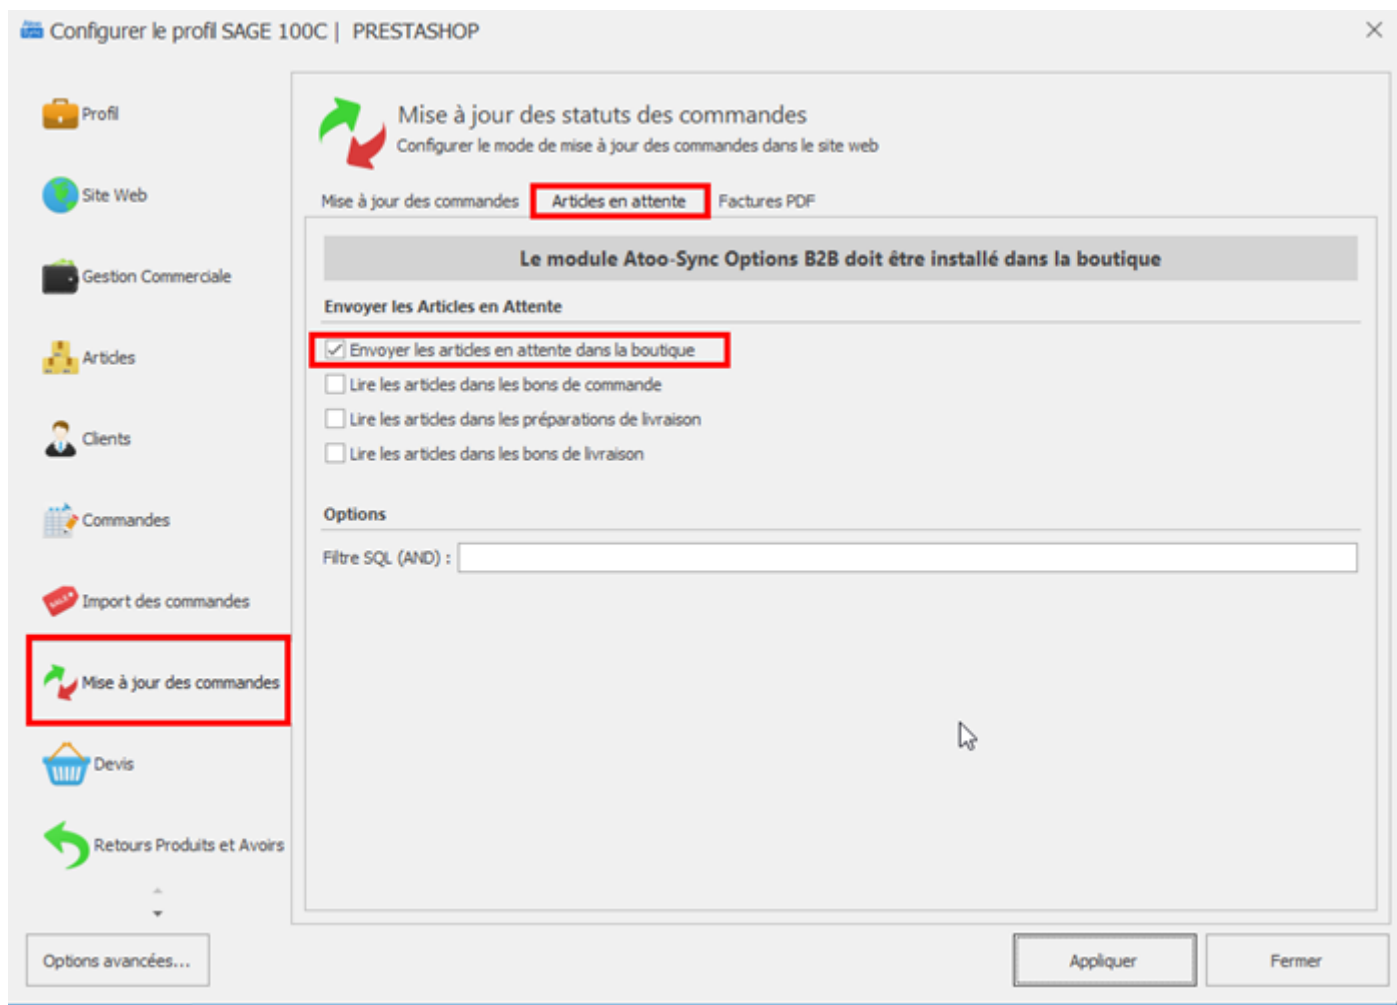 Configurer le profil SAGE 100C | PRESTASHOP
Profil
Site Web
Gestion Commerciale
Articles
Clients
Commandes
Import des commandes
Mise à jour des commandes
Devis
Retours Produits et Avoirs
Mise à jour des statuts des commandes
Configurer le mode de mise à jour des commandes dans le site web
Mise à jour des commandes Articles en attente Factures PDF
Le module Atoo-Sync Options B2B doit être installé dans la boutique
Envoyer les Articles en Attente
Envoyer les articles en attente dans la boutique
Lire les articles dans les bons de commande
Lire les articles dans les préparations de livraison
Lire les articles dans les bons de livraison
Options
Filtre SQL (AND) :
Options avancées... Appliquer Fermer